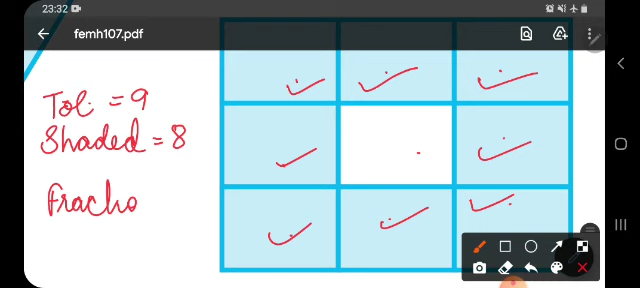 23:32
femh107.pdf
Tol. = 9
Shaded = 8
Fracho